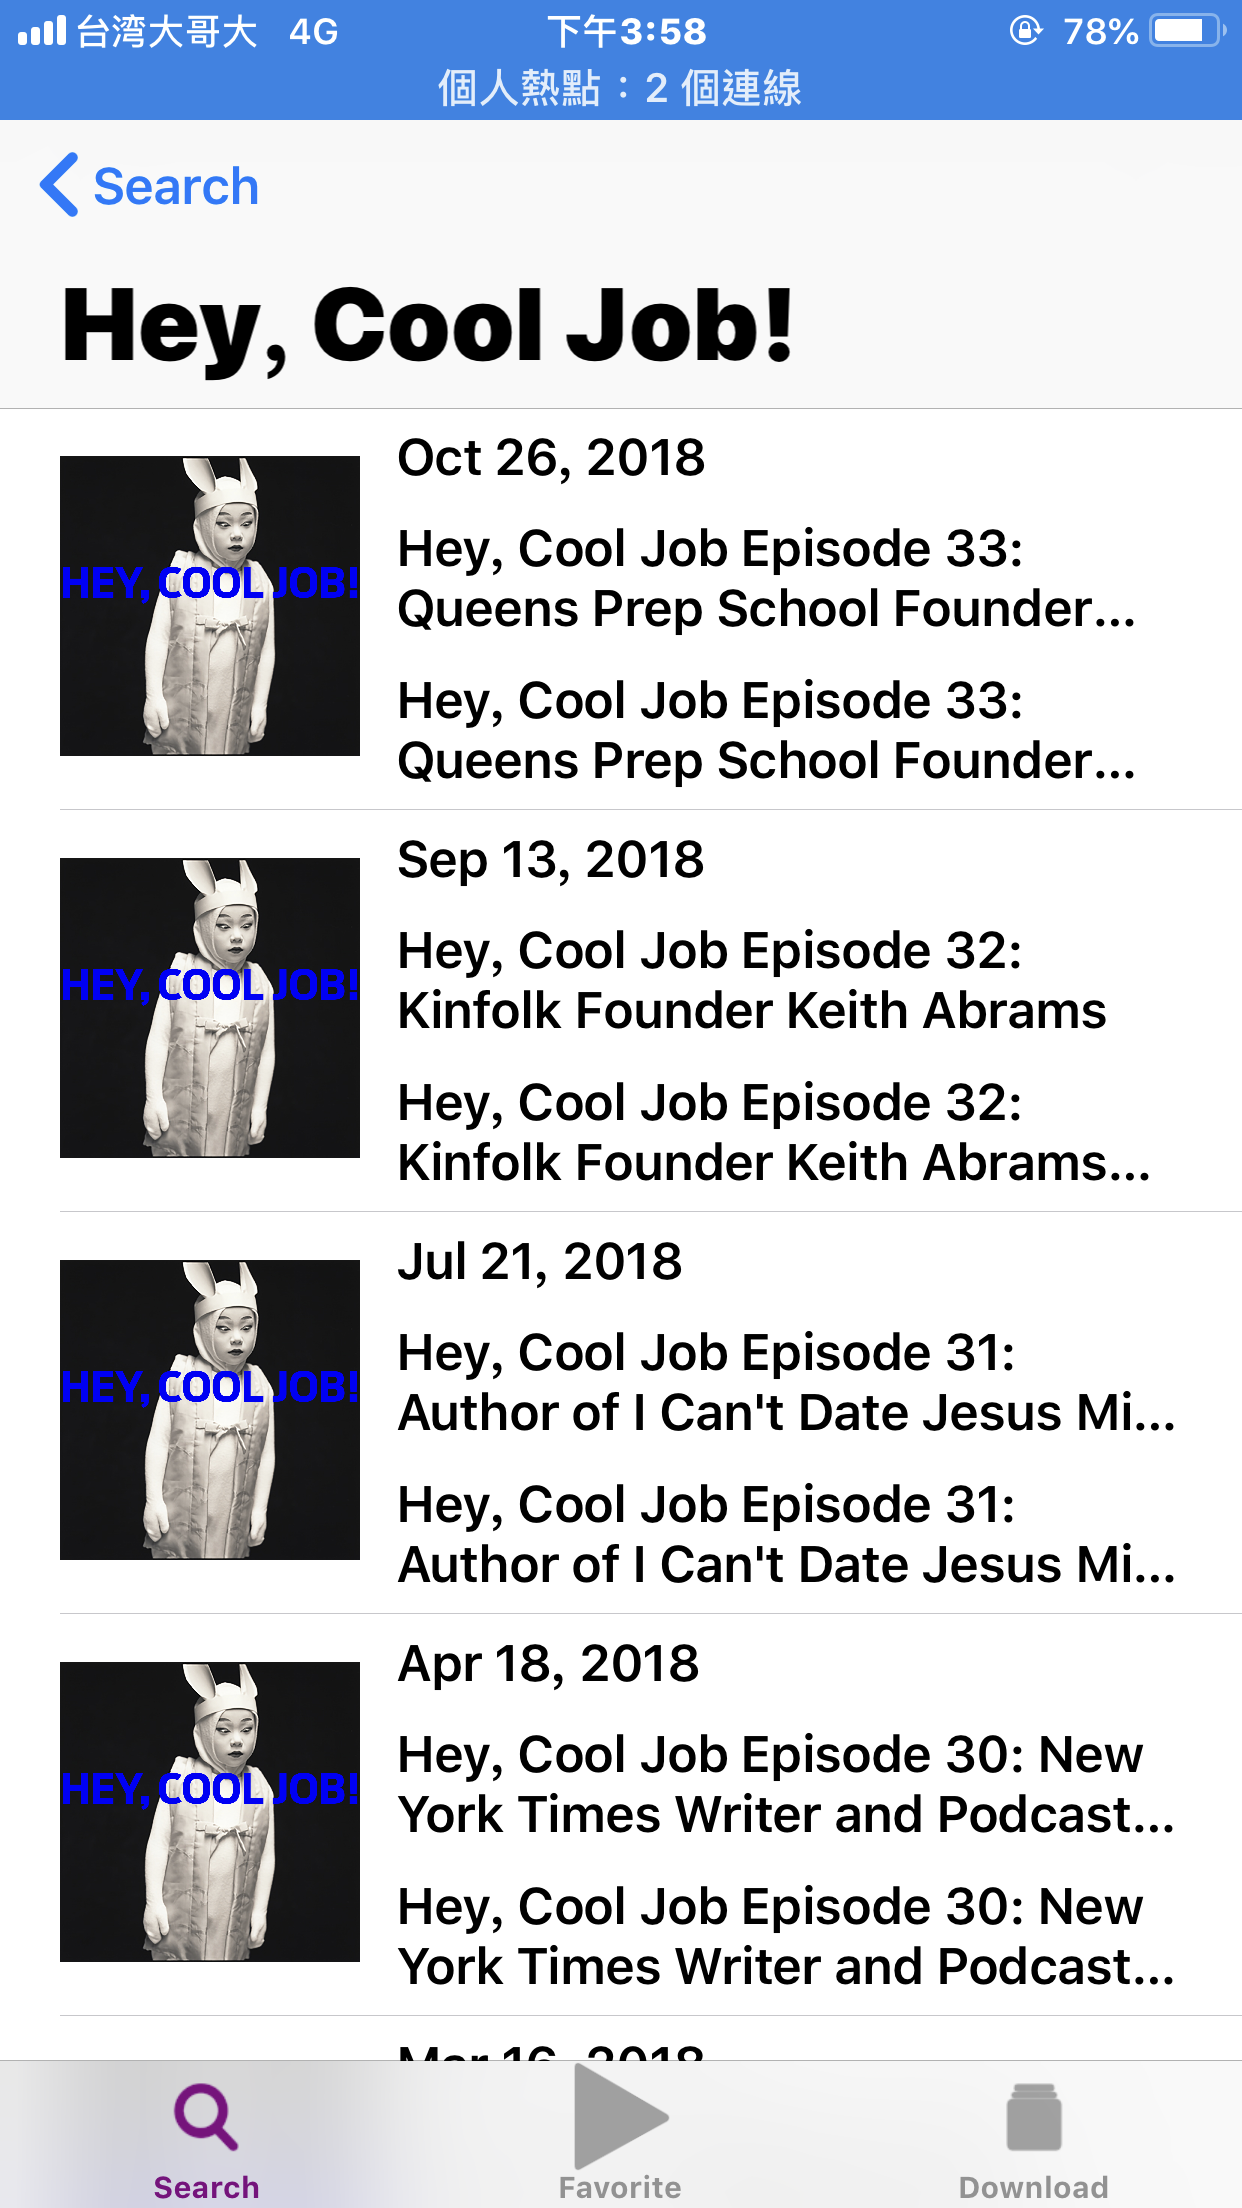 台湾大哥大 4G 下午3:58 78%
個人熱點：2 個連線
Search
Hey, Cool Job!
HEY, COOL JOB!
Oct 26, 2018
Hey, Cool Job Episode 33:
Queens Prep School Founder...
Hey, Cool Job Episode 33:
Queens Prep School Founder...
HEY, COOL JOB!
Sep 13, 2018
Hey, Cool Job Episode 32:
Kinfolk Founder Keith Abrams
Hey, Cool Job Episode 32:
Kinfolk Founder Keith Abrams...
HEY, COOL JOB!
Jul 21, 2018
Hey, Cool Job Episode 31:
Author of I Can't Date Jesus Mi...
Hey, Cool Job Episode 31:
Author of I Can't Date Jesus Mi...
HEY, COOL JOB!
Apr 18, 2018
Hey, Cool Job Episode 30: New
York Times Writer and Podcast...
Hey, Cool Job Episode 30: New
York Times Writer and Podcast...
Mar 16, 2018
Search Favorite Download